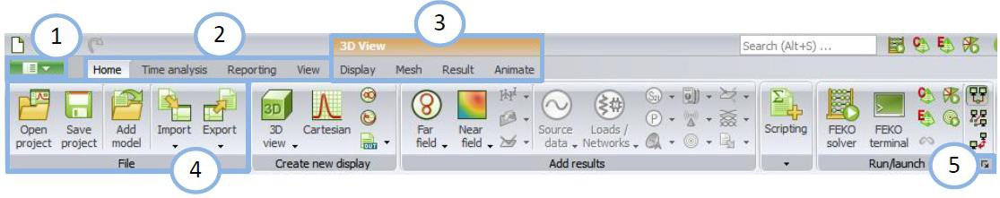 1
2
3
3D View
Search (Alt+S) ...
Home Time analysis Reporting View Display Mesh Result Animate
Open project
Save project
Add model
Import
Export
3D view
Cartesian
OUT
Far field
Near field
Source data
Loads / Networks
Scripting
FEKO solver
FEKO terminal
File
Create new display
Add results
Run/launch
4
5